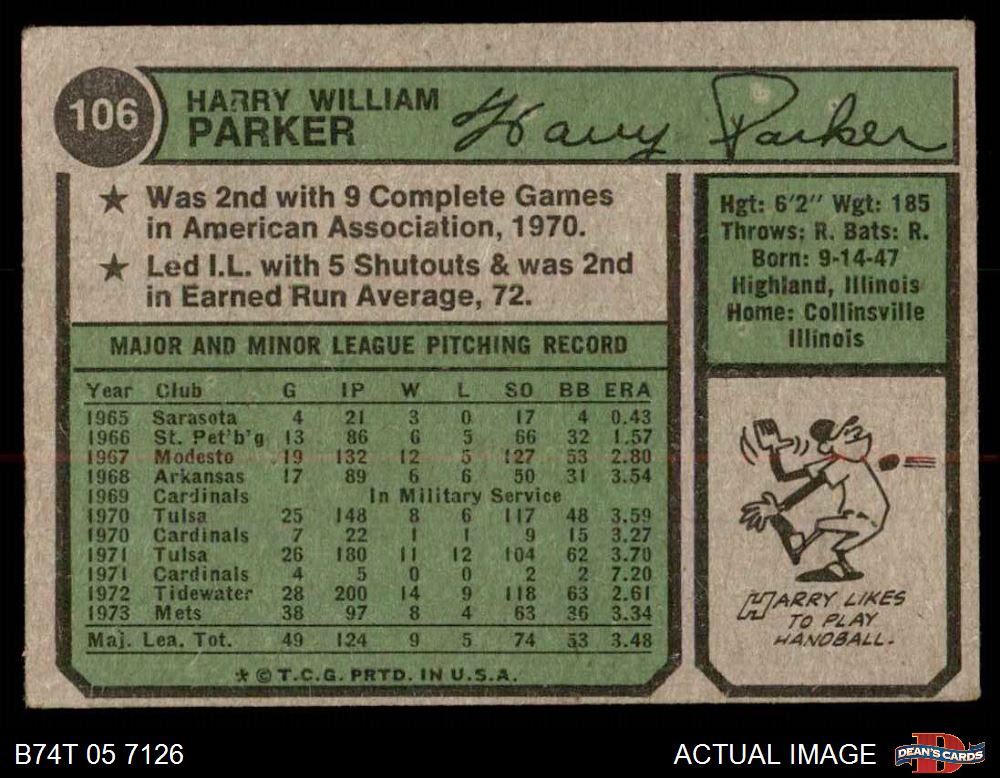 106
HARRY WILLIAM
PARKER
Harry Parker
★ Was 2nd with 9 Complete Games
in American Association, 1970.
★ Led I.L. with 5 Shutouts & was 2nd
in Earned Run Average, 72.
Hgt: 6'2" Wgt: 185
Throws: R. Bats: R.
Born: 9-14-47
Highland, Illinois
Home: Collinsville
Illinois
MAJOR AND MINOR LEAGUE PITCHING RECORD
Year Club G IP W L SO BB ERA
1965 Sarasota 4 21 3 0 17 4 0.43
1966 St. Pet'b'g 13 86 6 5 66 32 1.57
1967 Modesto 19 132 12 5 127 53 2.80
1968 Arkansas 17 89 6 6 50 31 3.54
1969 Cardinals In Military Service
1970 Tulsa 25 148 8 6 117 48 3.59
1970 Cardinals 7 22 1 1 9 15 3.27
1971 Tulsa 26 180 11 12 104 62 3.70
1971 Cardinals 4 5 0 0 2 2 7.20
1972 Tidewater 28 200 14 9 118 63 2.61
1973 Mets 38 97 8 4 63 36 3.34
Maj. Lea. Tot. 49 124 9 5 74 53 3.48
* © T.C.G. PRTD. IN U.S.A.
HARRY LIKES
TO PLAY
HANDBALL.
B74T 05 7126
ACTUAL IMAGE
DEAN'S CARDS